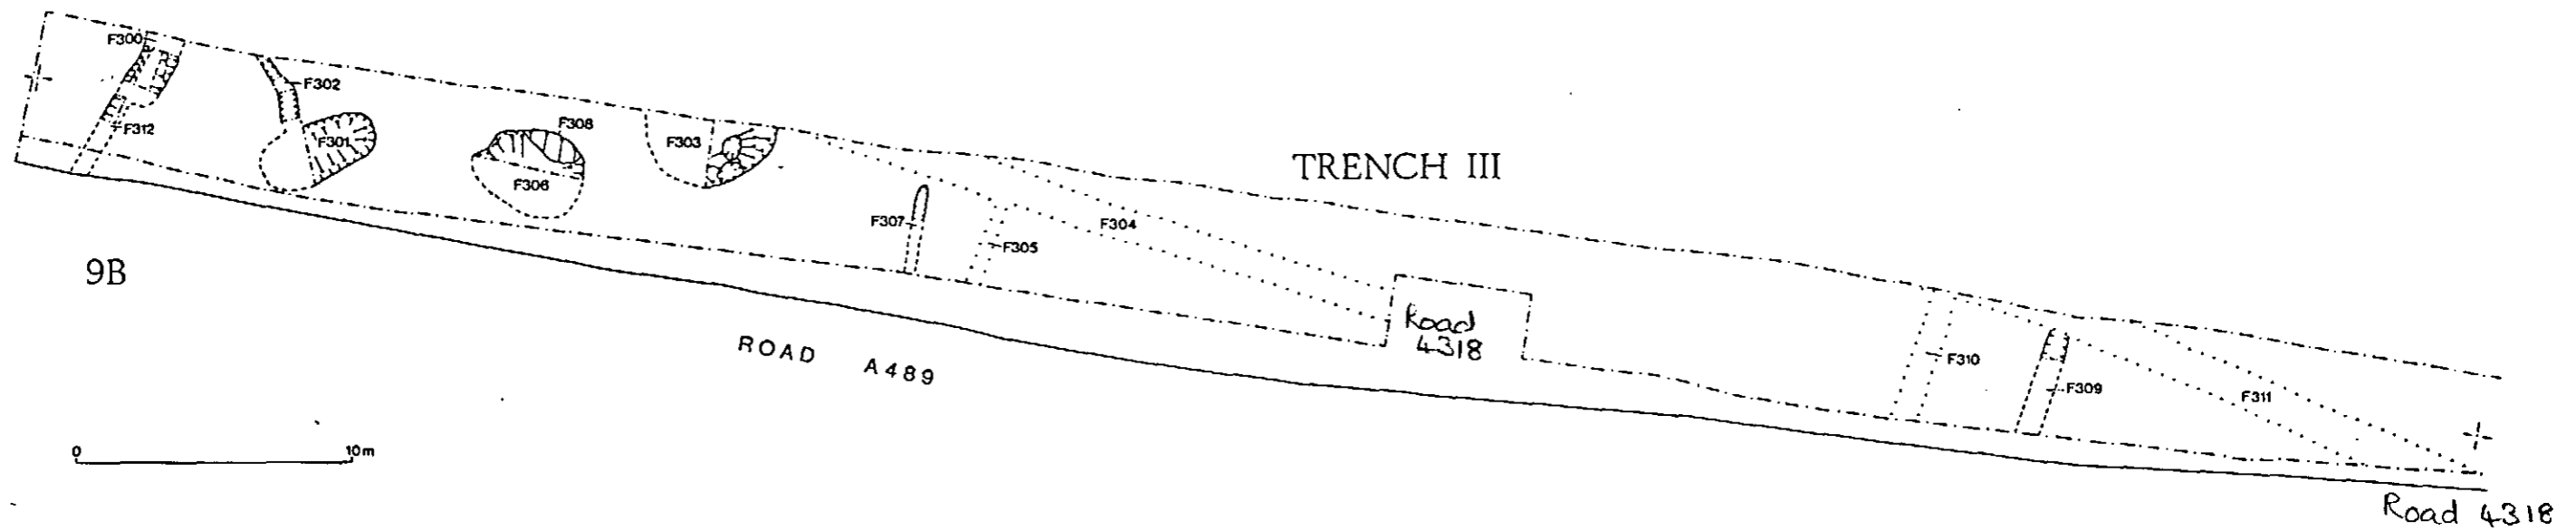 F300
F302
F312
F301
F308
F306
F303
TRENCH III
F307
F304
F305
9B
Road
4318
ROAD A489
F310
F309
F311
0 10m
Road 4318